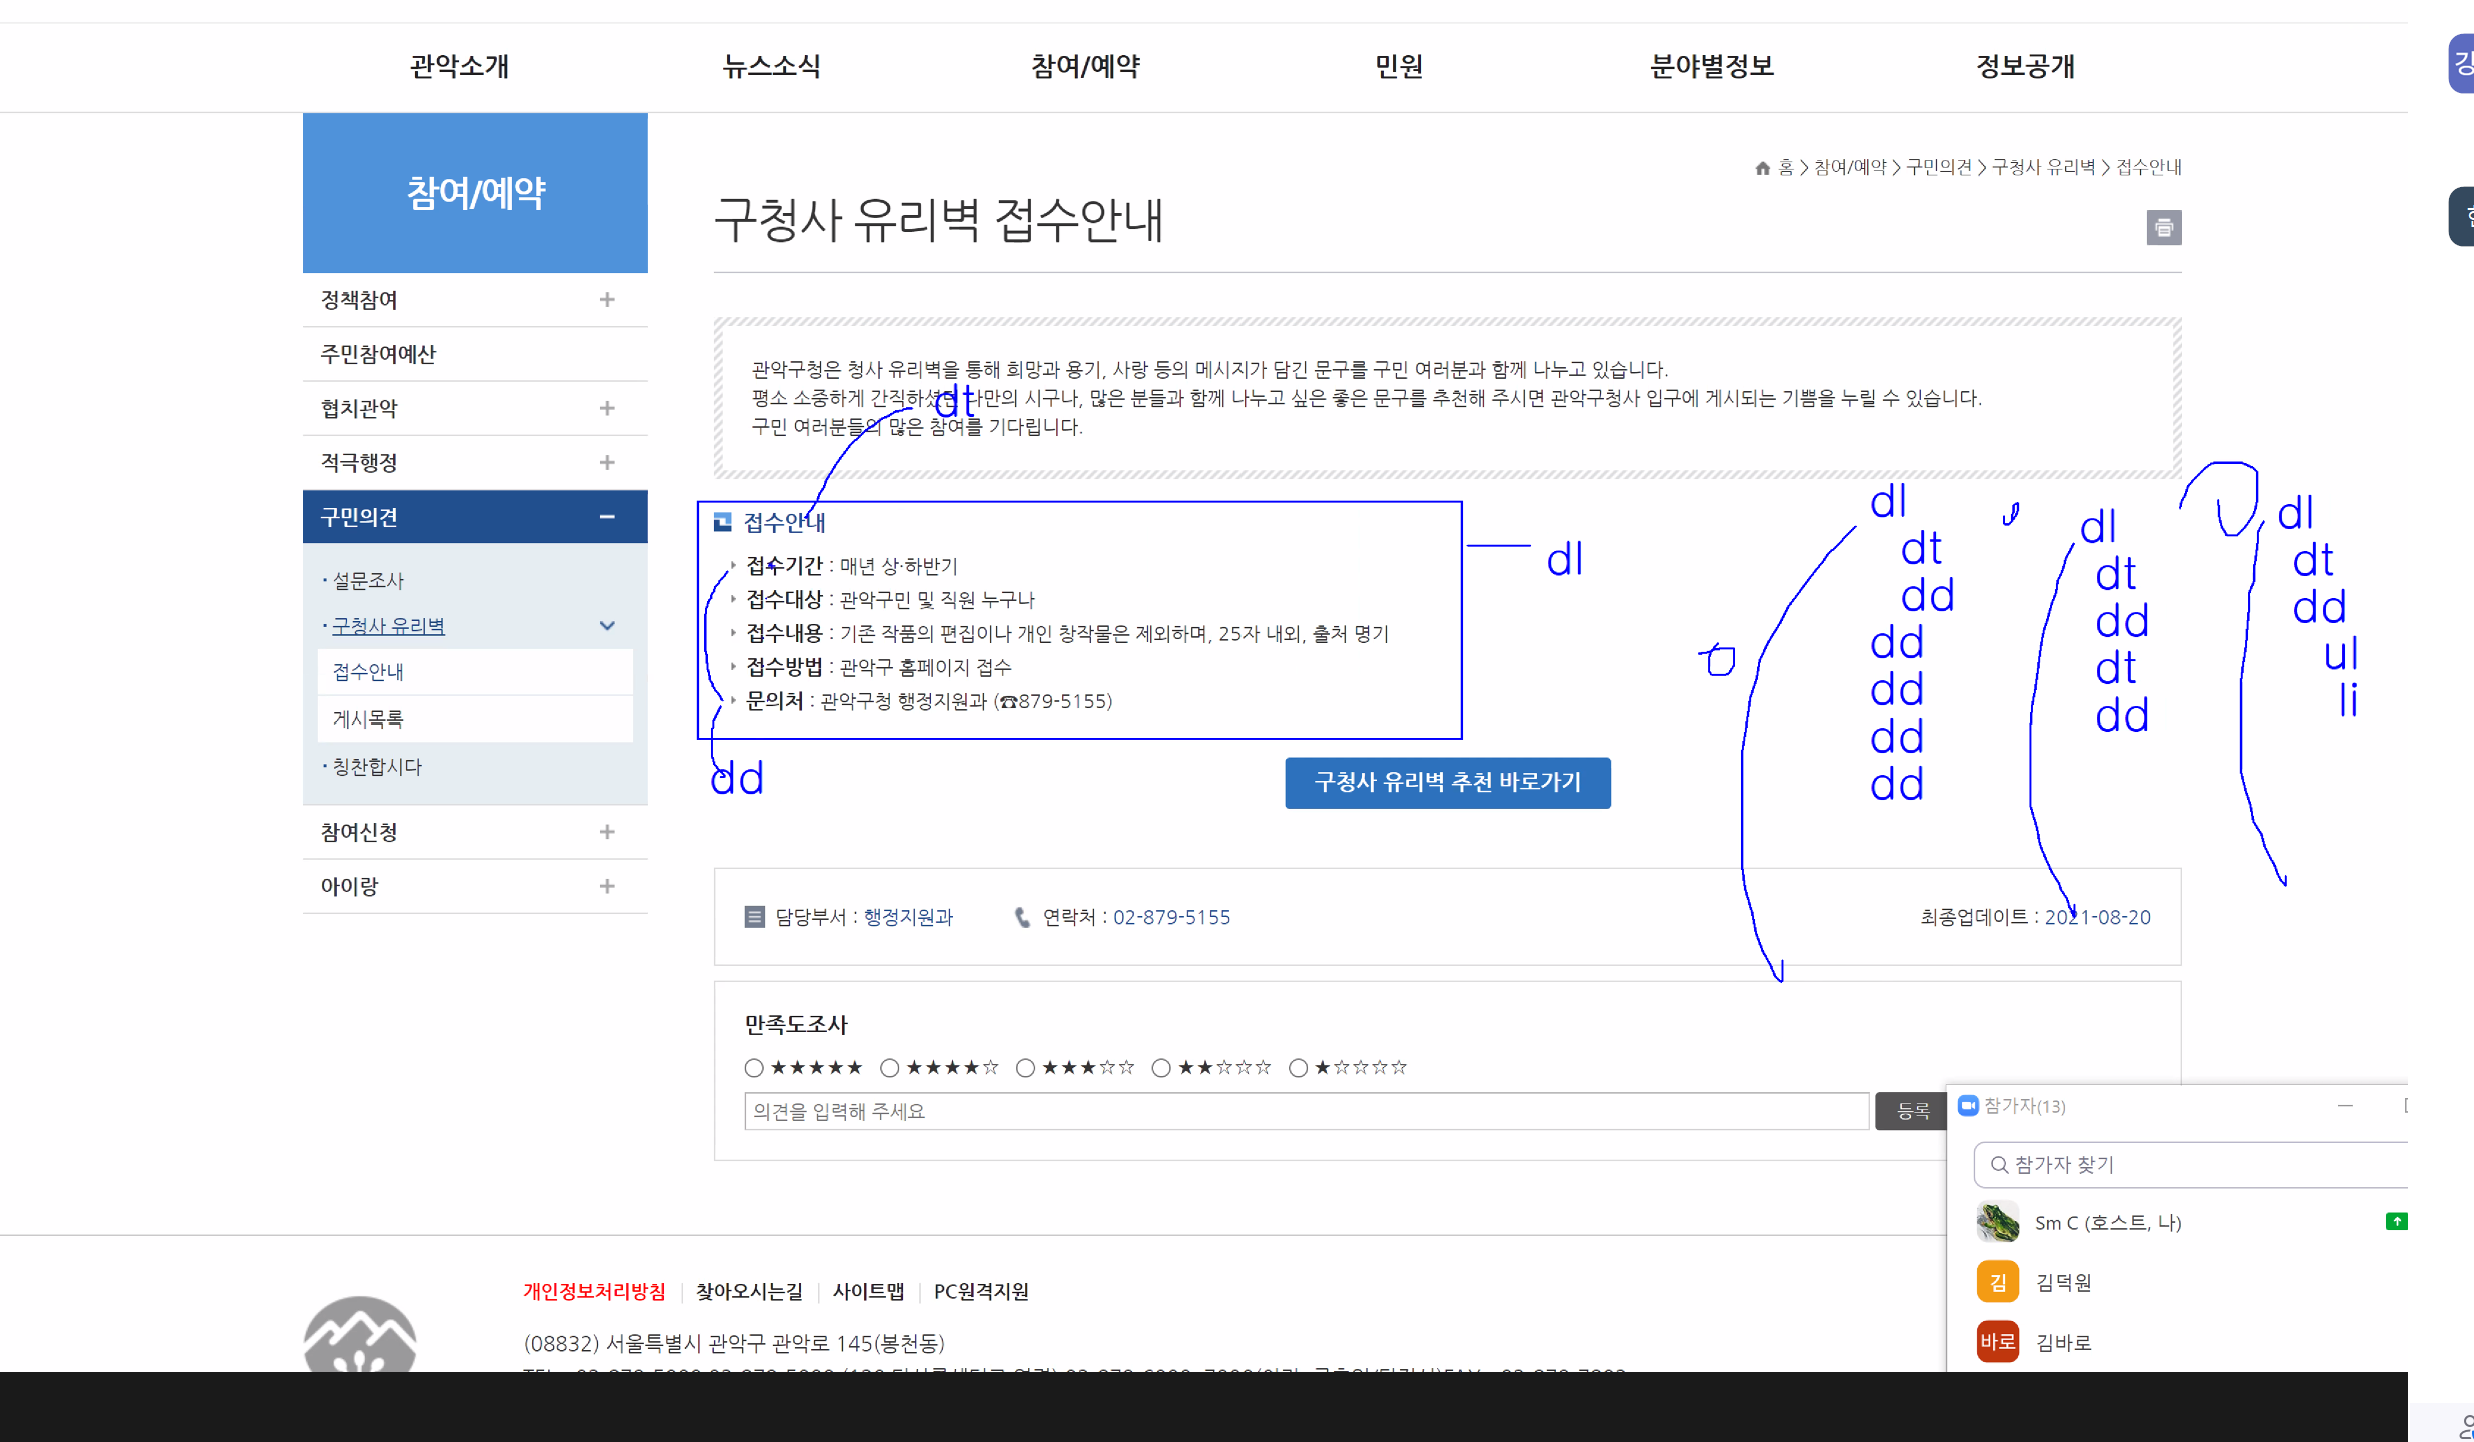 관악소개 뉴스소식 참여/예약 민원 분야별정보 정보공개
참여/예약
정책참여
주민참여예산
협치관악
적극행정
구민의견
· 설문조사
· 구청사 유리벽
접수안내
게시목록
· 칭찬합시다
참여신청
아이랑
홈 > 참여/예약 > 구민의견 > 구청사 유리벽 > 접수안내
구청사 유리벽 접수안내
관악구청은 청사 유리벽을 통해 희망과 용기, 사랑 등의 메시지가 담긴 문구를 구민 여러분과 함께 나누고 있습니다.
평소 소중하게 간직하셨던 나만의 시구나, 많은 분들과 함께 나누고 싶은 좋은 문구를 추천해 주시면 관악구청사 입구에 게시되는 기쁨을 누릴 수 있습니다.
구민 여러분들의 많은 참여를 기다립니다.
dt
접수안내
접수기간 : 매년 상·하반기
접수대상 : 관악구민 및 직원 누구나
접수내용 : 기존 작품의 편집이나 개인 창작물은 제외하며, 25자 내외, 출처 명기
접수방법 : 관악구 홈페이지 접수
문의처 : 관악구청 행정지원과 (☎879-5155)
dl
dd
구청사 유리벽 추천 바로가기
dl
dt
dd
dd
dd
dd
dd
dl
dt
dd
dt
dd
dl
dt
dd
ul
li
담당부서 : 행정지원과 연락처 : 02-879-5155 최종업데이트 : 2021-08-20
만족도조사
★★★★★ ★★★★☆ ★★★☆☆ ★★☆☆☆ ★☆☆☆☆
의견을 입력해 주세요 등록
참가자(13)
참가자 찾기
Sm C (호스트, 나)
김 김덕원
바로 김바로
개인정보처리방침 찾아오시는길 사이트맵 PC원격지원
(08832) 서울특별시 관악구 관악로 145(봉천동)
강